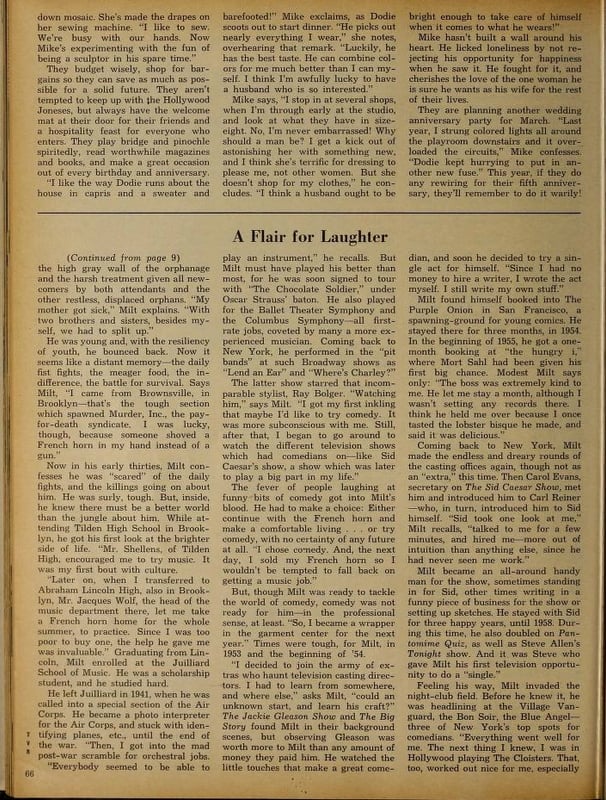 down mosaic. She's made the drapes on
her sewing machine. "I like to sew.
We're busy with our hands. Now
Mike's experimenting with the fun of
being a sculptor in his spare time."
They budget wisely, shop for bar-
gains so they can save as much as pos-
sible for a solid future. They aren't
tempted to keep up with the Hollywood
Joneses, but always have the welcome
mat at their door for their friends and
a hospitality feast for everyone who
enters. They play bridge and pinochle
spiritedly, read worthwhile magazines
and books, and make a great occasion
out of every birthday and anniversary.
"I like the way Dodie runs about the
house in capris and a sweater and
barefooted!" Mike exclaims, as Dodie
scoots out to start dinner. "He picks out
nearly everything I wear," she notes,
overhearing that remark. "Luckily, he
has the best taste. He can combine col-
ors for me much better than I can my-
self. I think I'm awfully lucky to have
a husband who is so interested."
Mike says, "I stop in at several shops,
when I'm through early at the studio,
and look at what they have in size-
eight. No, I'm never embarrassed! Why
should a man be? I get a kick out of
astonishing her with something new,
and I think she's terrific for dressing to
please me, not other women. But she
doesn't shop for my clothes," he con-
cludes. "I think a husband ought to be
bright enough to take care of himself
when it comes to what he wears!"
Mike hasn't built a wall around his
heart. He licked loneliness by not re-
jecting his opportunity for happiness
when he saw it. He fought for it, and
cherishes the love of the one woman he
is sure he wants as his wife for the rest
of their lives.
They are planning another wedding
anniversary party for March. "Last
year, I strung colored lights all around
the playroom downstairs and it over-
loaded the circuits," Mike confesses.
"Dodie kept hurrying to put in an-
other new fuse." This year, if they do
any rewiring for their fifth anniver-
sary, they'll remember to do it warily!
A Flair for Laughter
(Continued from page 9)
the high gray wall of the orphanage
and the harsh treatment given all new-
comers by both attendants and the
other restless, displaced orphans. "My
mother got sick," Milt explains. "With
two brothers and sisters, besides my-
self, we had to split up."
He was young and, with the resiliency
of youth, he bounced back. Now it
seems like a distant memory—the daily
fist fights, the meager food, the in-
difference, the battle for survival. Says
Milt, "I came from Brownsville, in
Brooklyn—that's the tough section
which spawned Murder, Inc., the pay-
for-death syndicate. I was lucky,
though, because someone shoved a
French horn in my hand instead of a
gun."
Now in his early thirties, Milt con-
fesses he was "scared" of the daily
fights, and the killings going on about
him. He was surly, tough. But, inside,
he knew there must be a better world
than the jungle about him. While at-
tending Tilden High School in Brook-
lyn, he got his first look at the brighter
side of life. "Mr. Shellens, of Tilden
High, encouraged me to try music. It
was my first bout with culture.
"Later on, when I transferred to
Abraham Lincoln High, also in Brook-
lyn, Mr. Jacques Wolf, the head of the
music department there, let me take
a French horn home for the whole
summer, to practice. Since I was too
poor to buy one, the help he gave me
was invaluable." Graduating from Lin-
coln, Milt enrolled at the Juilliard
School of Music. He was a scholarship
student, and he studied hard.
He left Juilliard in 1941, when he was
called into a special section of the Air
Corps. He became a photo interpreter
for the Air Corps, and stuck with iden-
tifying planes, etc., until the end of
the war. "Then, I got into the mad
post-war scramble for orchestral jobs.
"Everybody seemed to be able to
play an instrument," he recalls. But
Milt must have played his better than
most, for he was soon signed to tour
with "The Chocolate Soldier," under
Oscar Straus' baton. He also played
for the Ballet Theater Symphony and
the Columbus Symphony—all first-
rate jobs, coveted by many a more ex-
perienced musician. Coming back to
New York, he performed in the "pit
bands" at such Broadway shows as
"Lend an Ear" and "Where's Charley?"
The latter show starred that incom-
parable stylist, Ray Bolger. "Watching
him," says Milt. "I got my first inkling
that maybe I'd like to try comedy. It
was more subconscious with me. Still,
after that, I began to go around to
watch the different television shows
which had comedians on—like Sid
Caesar's show, a show which was later
to play a big part in my life."
The fever of people laughing at
funny bits of comedy got into Milt's
blood. He had to make a choice: Either
continue with the French horn and
make a comfortable living . . . or try
comedy, with no certainty of any future
at all. "I chose comedy. And, the next
day, I sold my French horn so I
wouldn't be tempted to fall back on
getting a music job."
But, though Milt was ready to tackle
the world of comedy, comedy was not
ready for him—in the professional
sense, at least. "So, I became a wrapper
in the garment center for the next
year." Times were tough, for Milt, in
1953 and the beginning of '54.
"I decided to join the army of ex-
tras who haunt television casting direc-
tors. I had to learn from somewhere,
and where else," asks Milt, "could an
unknown start, and learn his craft?"
The Jackie Gleason Show and The Big
Story found Milt in their background
scenes, but observing Gleason was
worth more to Milt than any amount of
money they paid him. He watched the
little touches that make a great come-
dian, and soon he decided to try a sin-
gle act for himself. "Since I had no
money to hire a writer, I wrote the act
myself. I still write my own stuff."
Milt found himself booked into The
Purple Onion in San Francisco, a
spawning-ground for young comics. He
stayed there for three months, in 1954.
In the beginning of 1955, he got a one-
month booking at "the hungry i,"
where Mort Sahl had been given his
first big chance. Modest Milt says
only: "The boss was extremely kind to
me. He let me stay a month, although I
wasn't setting any records there. I
think he held me over because I once
tasted the lobster bisque he made, and
said it was delicious."
Coming back to New York, Milt
made the endless and dreary rounds of
the casting offices again, though not as
an "extra," this time. Then Carol Evans,
secretary on The Sid Caesar Show, met
him and introduced him to Carl Reiner
—who, in turn, introduced him to Sid
himself. "Sid took one look at me,"
Milt recalls, "talked to me for a few
minutes, and hired me—more out of
intuition than anything else, since he
had never seen me work."
Milt became an all-around handy
man for the show, sometimes standing
in for Sid, other times writing in a
funny piece of business for the show or
setting up sketches. He stayed with Sid
for three happy years, until 1958. Dur-
ing this time, he also doubled on Pan-
tomime Quiz, as well as Steve Allen's
Tonight show. And it was Steve who
gave Milt his first television opportu-
nity to do a "single."
Feeling his way, Milt invaded the
night-club field. Before he knew it, he
was headlining at the Village Van-
guard, the Bon Soir, the Blue Angel—
three of New York's top spots for
comedians. "Everything went well for
me. The next thing I knew, I was in
Hollywood playing The Cloisters. That,
too, worked out nice for me, especially
T
V
R
66